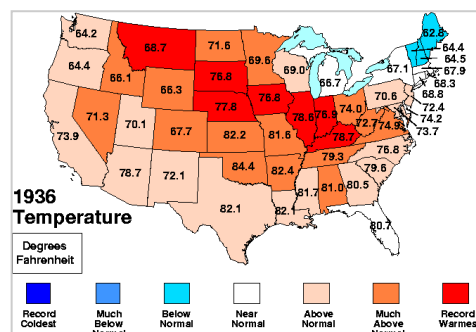 62.8
64.2
68.7
71.6
69.6
64.4
64.5
67.9
68.3
68.8
72.4
74.2
73.7
64.4
66.1
76.8
69.0
66.7
67.1
70.6
66.3
77.8
76.8
78.5
76.9
74.0
72.7
74.9
71.3
70.1
67.7
82.2
81.6
78.7
76.8
73.9
79.3
79.6
78.7
72.1
84.4
82.4
81.7
81.0
80.5
82.1
82.1
80.7
1936
Temperature
Degrees
Fahrenheit
Record
Coldest
Much
Below
Normal
Below
Normal
Near
Normal
Above
Normal
Much
Above
Normal
Record